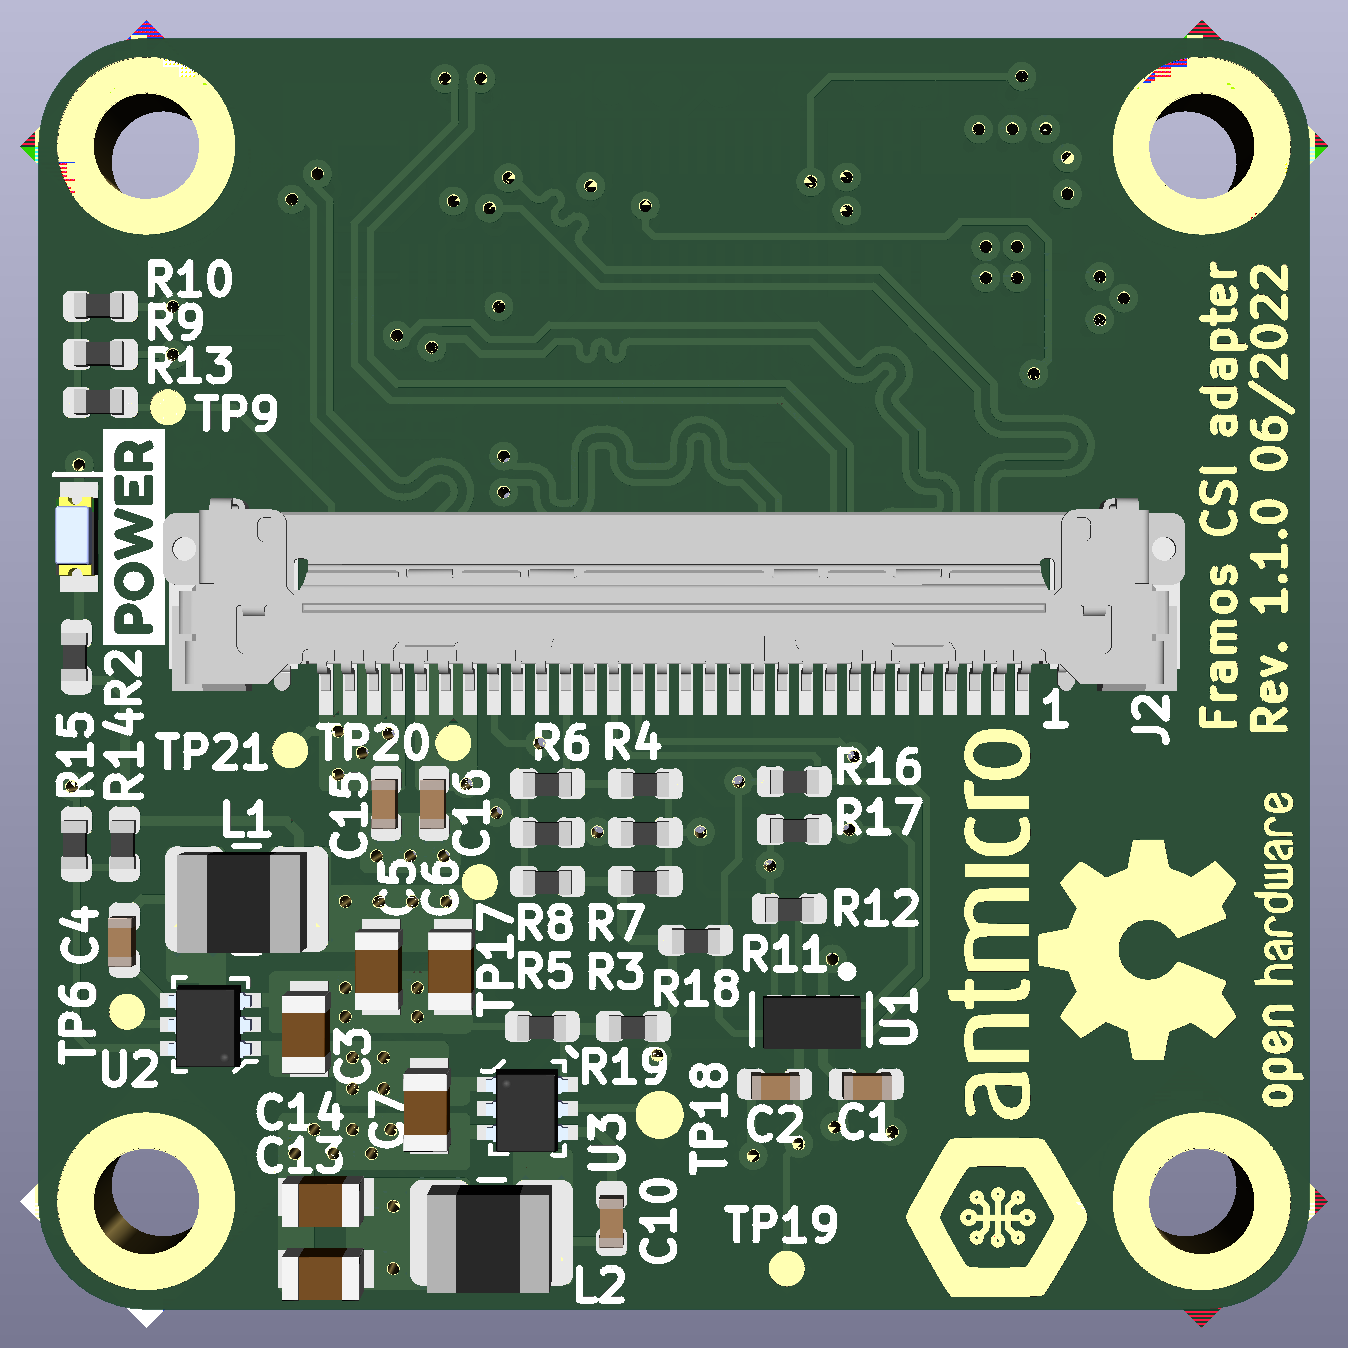 R10
R9
R13
TP9
POWER
R2
R15
R14
TP21
TP20
R6
R4
1
J2
Framos CSI adapter
Rev. 1.1.0 06/2022
R16
R17
C15
C16
L1
C5
C6
R12
R8
R7
R11
R5
R3
R18
TP17
C4
TP6
U2
C3
U1
R19
TP18
C14
C7
C13
U3
C2
C1
C10
TP19
L2
antmicro
open hardware